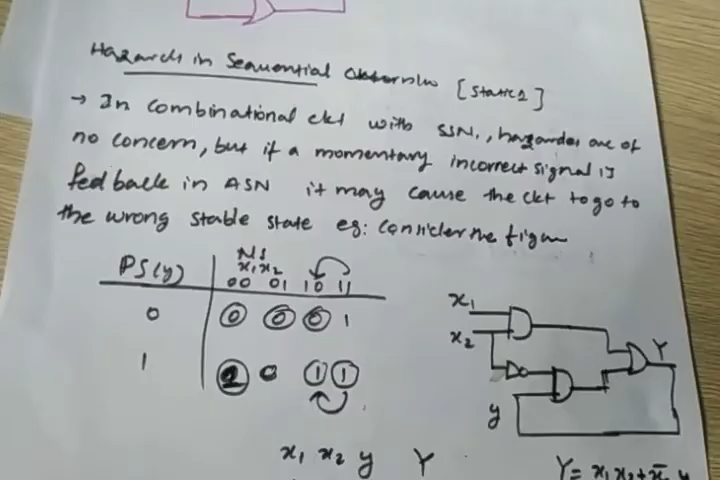 Hazards in Sequential [Static 1]
→ In combinational ckt with SSN., hazardes are of
no concern, but if a momentary incorrect signal is
fed back in ASN it may cause the ckt to go to
the wrong stable state eg: consider the figure
NS
PS(y) x₁x₂
00 01 10 11
0 0 0 0 1
1 0 1 1
x₁
x₂
Y
y
x₁ x₂ y Y
Y = x₁x₂ + x̄ y